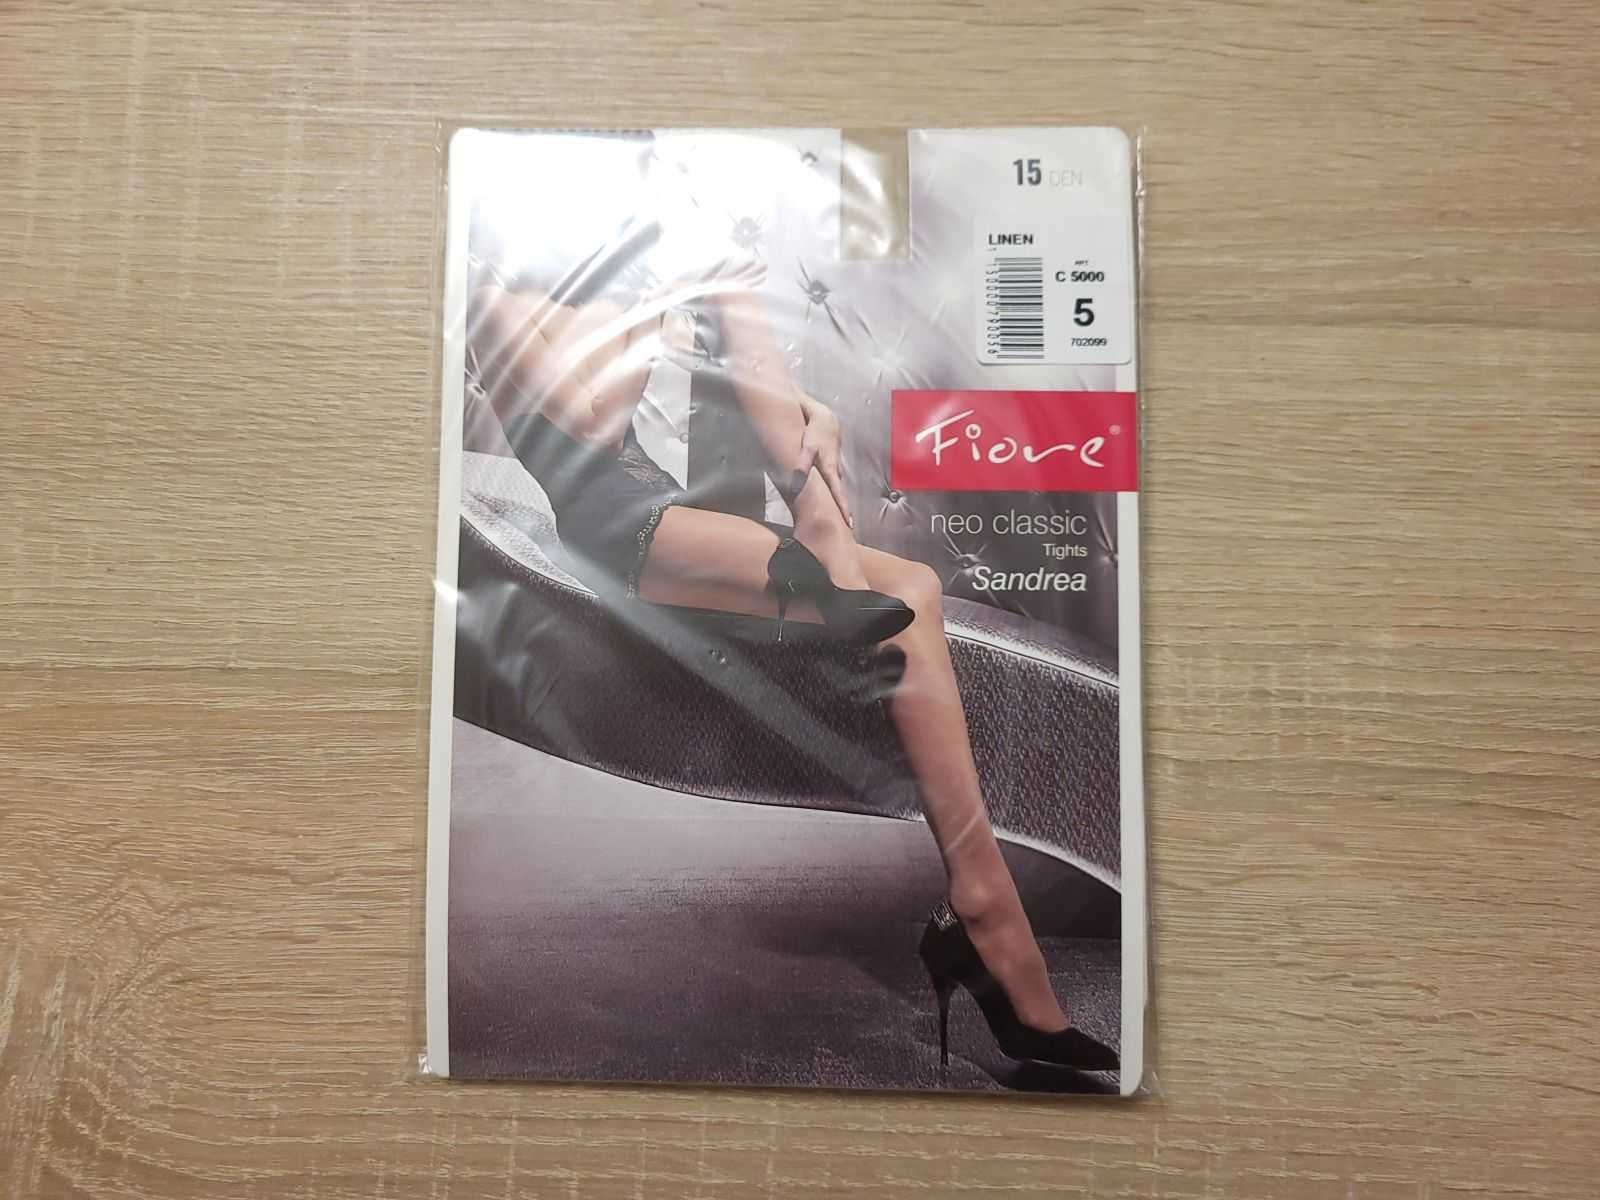 15 DEN
LINEN
ART
C 5000
5
702099
Fiore®
neo classic
Tights
Sandrea